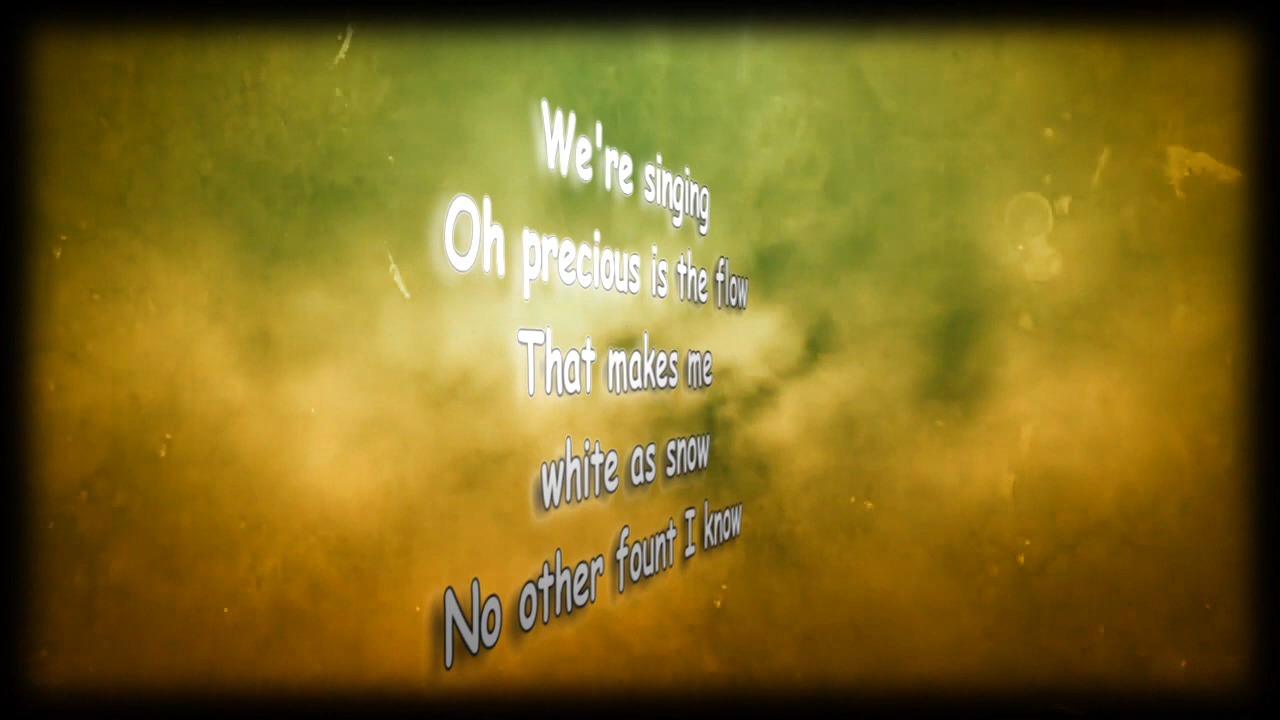 We're singing
Oh precious is the flow
That makes me
white as snow
No other fount I know